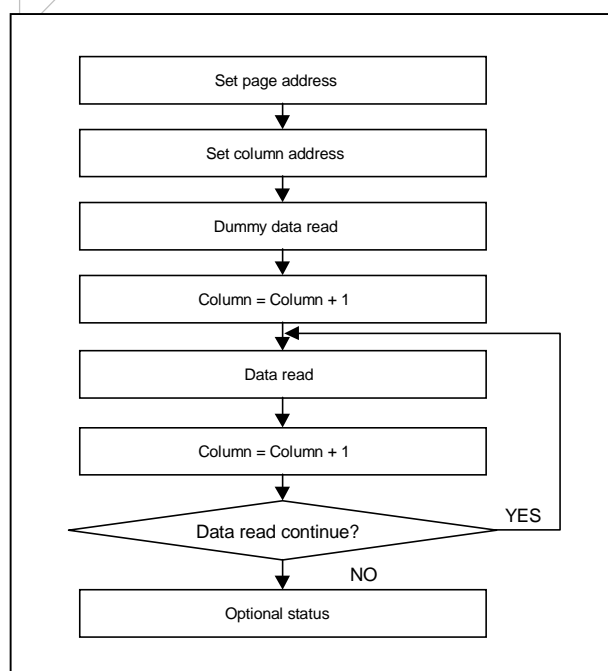 Set page address
Set column address
Dummy data read
Column = Column + 1
Data read
Column = Column + 1
Data read continue?
YES
NO
Optional status